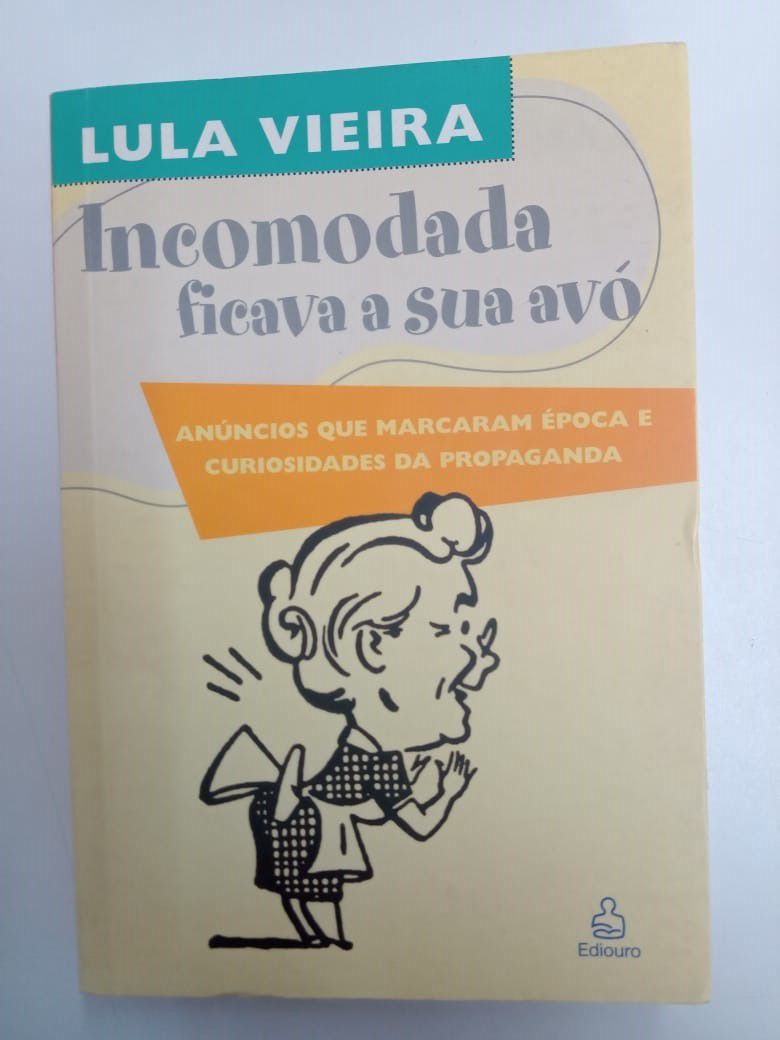 LULA VIEIRA
Incomodada
ficava a sua avó
ANÚNCIOS QUE MARCARAM ÉPOCA E
CURIOSIDADES DA PROPAGANDA
Ediouro